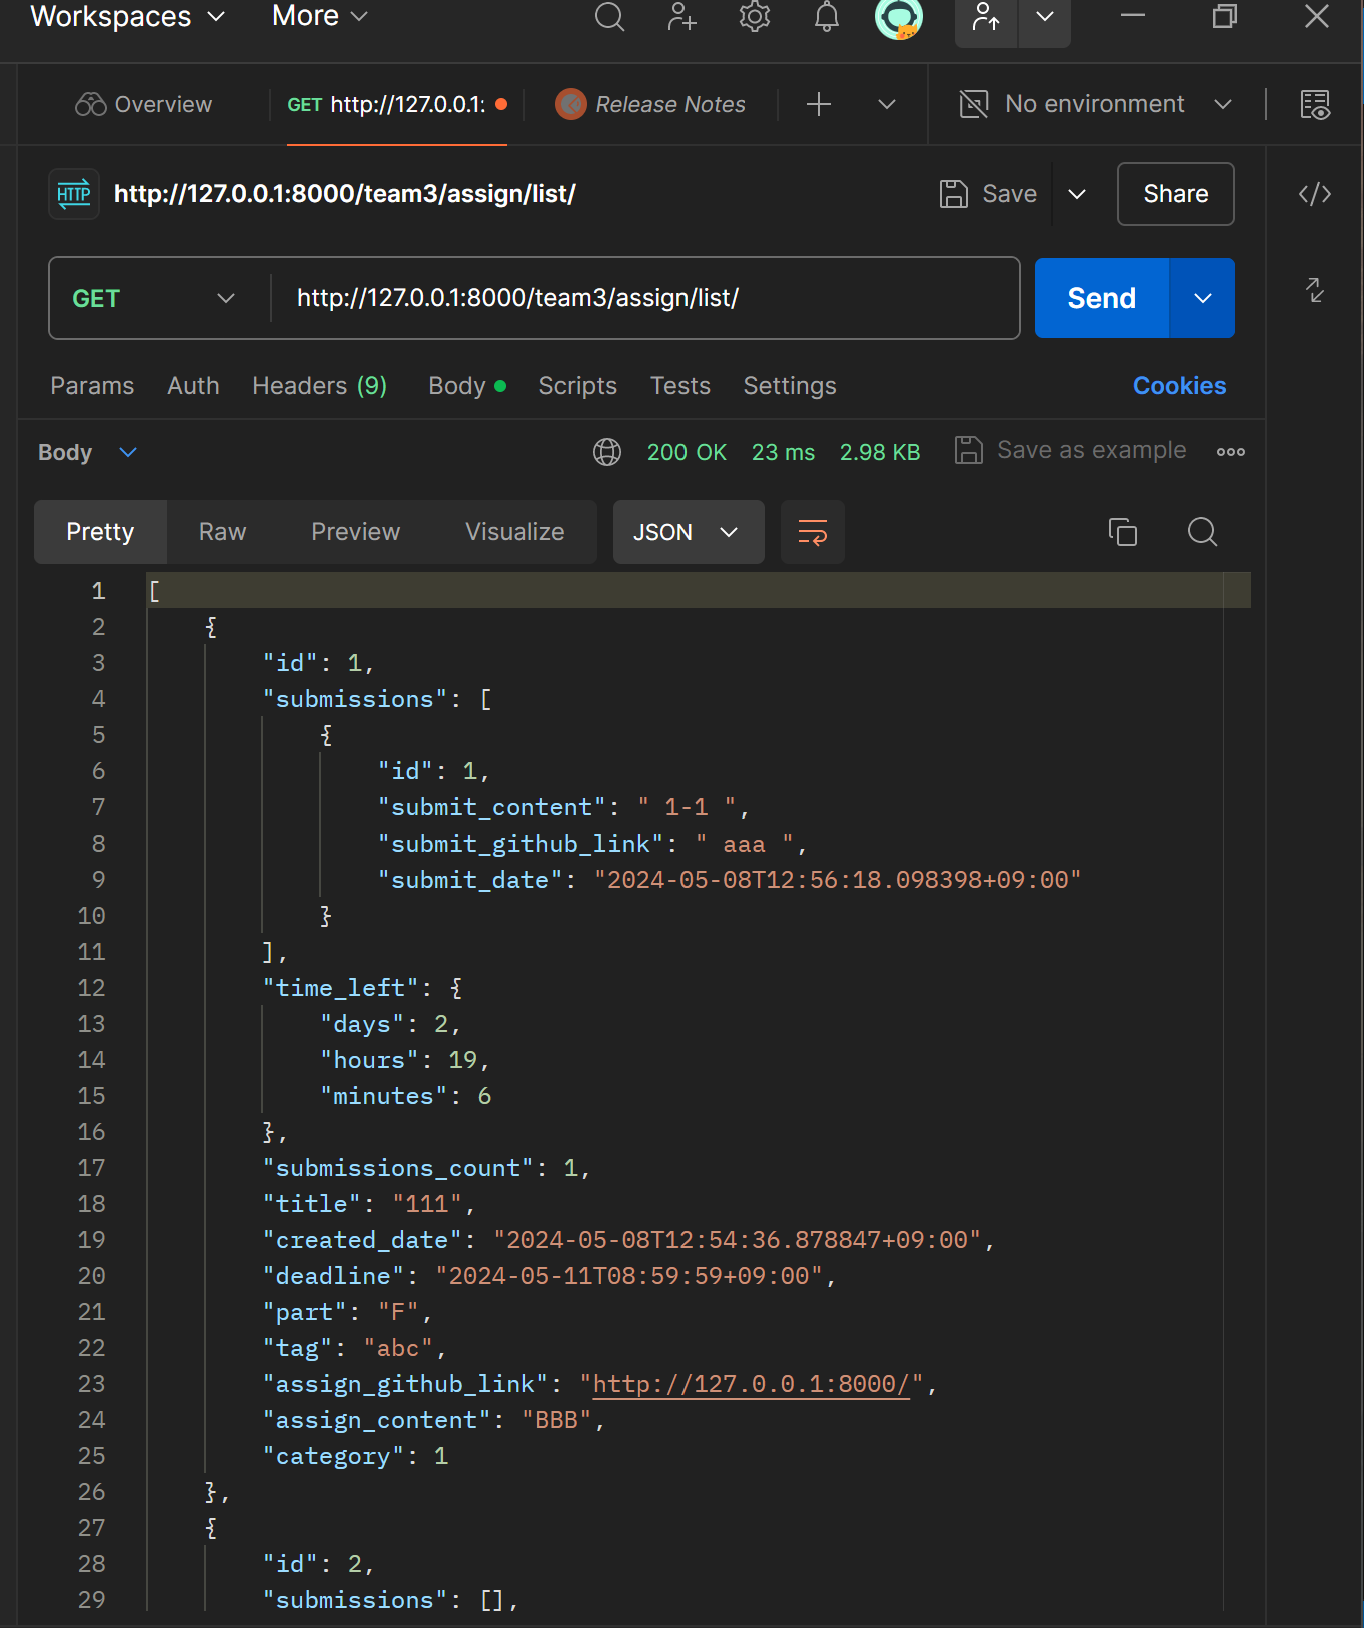 Workspaces More
Overview GET http://127.0.0.1: Release Notes No environment
HTTP http://127.0.0.1:8000/team3/assign/list/ Save Share
GET http://127.0.0.1:8000/team3/assign/list/ Send
Params Auth Headers (9) Body Scripts Tests Settings Cookies
Body 200 OK 23 ms 2.98 KB Save as example
Pretty Raw Preview Visualize JSON
1 [
2 {
3 "id": 1,
4 "submissions": [
5 {
6 "id": 1,
7 "submit_content": " 1-1 ",
8 "submit_github_link": " aaa ",
9 "submit_date": "2024-05-08T12:56:18.098398+09:00"
10 }
11 ],
12 "time_left": {
13 "days": 2,
14 "hours": 19,
15 "minutes": 6
16 },
17 "submissions_count": 1,
18 "title": "111",
19 "created_date": "2024-05-08T12:54:36.878847+09:00",
20 "deadline": "2024-05-11T08:59:59+09:00",
21 "part": "F",
22 "tag": "abc",
23 "assign_github_link": "http://127.0.0.1:8000/",
24 "assign_content": "BBB",
25 "category": 1
26 },
27 {
28 "id": 2,
29 "submissions": [],